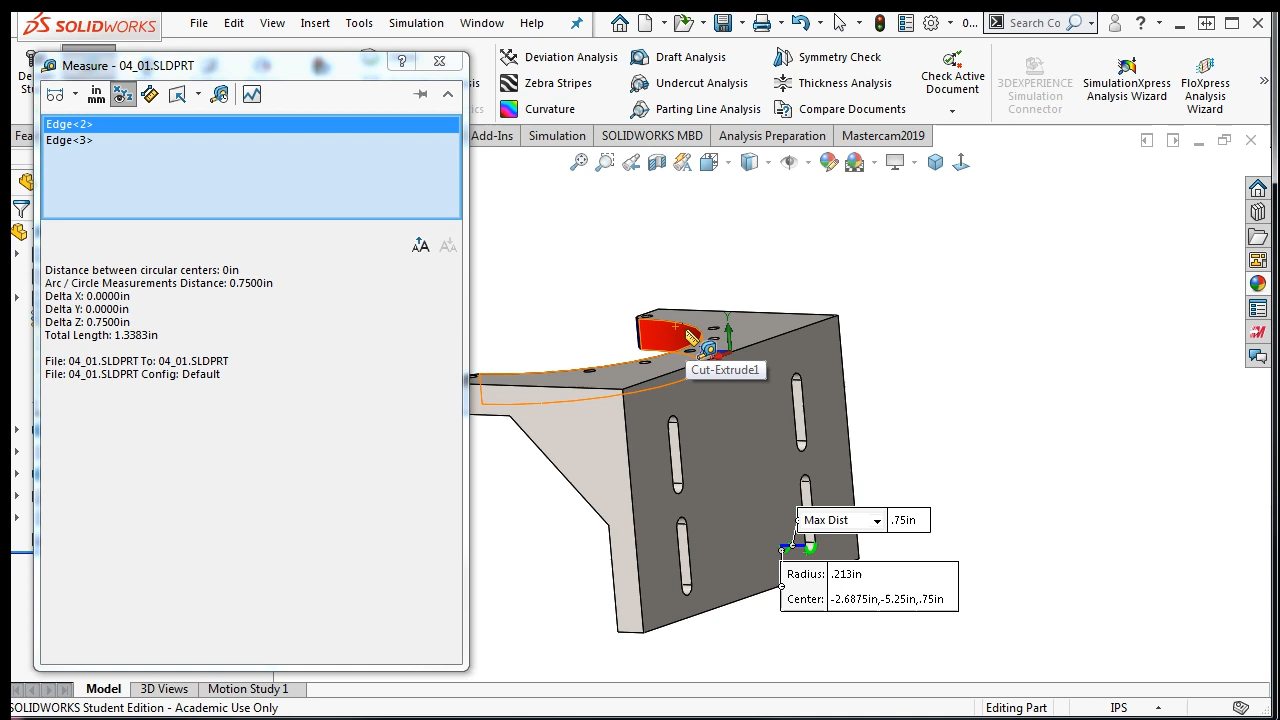 SOLIDWORKS
File Edit View Insert Tools Simulation Window Help
0...
Search Co
Measure - 04_01.SLDPRT
Deviation Analysis
Draft Analysis
Symmetry Check
Zebra Stripes
Undercut Analysis
Thickness Analysis
Curvature
Parting Line Analysis
Compare Documents
Check Active
Document
3DEXPERIENCE
Simulation
Connector
SimulationXpress
Analysis Wizard
FloXpress
Analysis
Wizard
in
mm
Add-Ins
Simulation
SOLIDWORKS MBD
Analysis Preparation
Mastercam2019
Edge<2>
Edge<3>
Distance between circular centers: 0in
Arc / Circle Measurements Distance: 0.7500in
Delta X: 0.0000in
Delta Y: 0.0000in
Delta Z: 0.7500in
Total Length: 1.3383in
File: 04_01.SLDPRT To: 04_01.SLDPRT
File: 04_01.SLDPRT Config: Default
Y
Cut-Extrude1
Max Dist .75in
Radius: .213in
Center: -2.6875in,-5.25in,.75in
Model
3D Views
Motion Study 1
SOLIDWORKS Student Edition - Academic Use Only
Editing Part
IPS